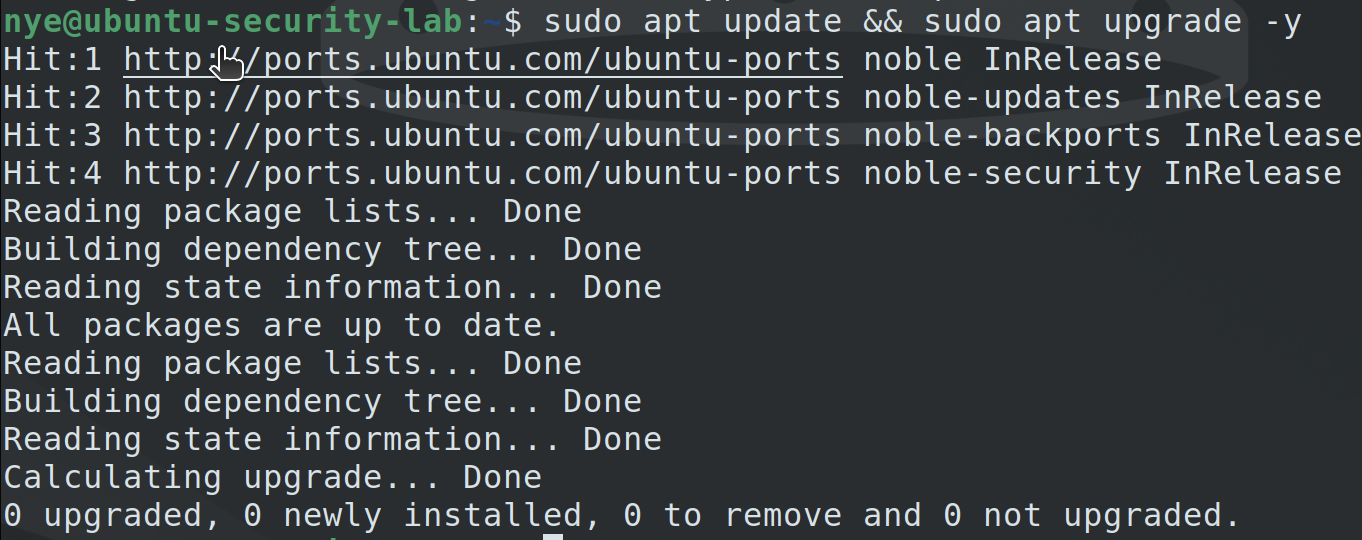 nye@ubuntu-security-lab:~$ sudo apt update && sudo apt upgrade -y
Hit:1 http://ports.ubuntu.com/ubuntu-ports noble InRelease
Hit:2 http://ports.ubuntu.com/ubuntu-ports noble-updates InRelease
Hit:3 http://ports.ubuntu.com/ubuntu-ports noble-backports InRelease
Hit:4 http://ports.ubuntu.com/ubuntu-ports noble-security InRelease
Reading package lists... Done
Building dependency tree... Done
Reading state information... Done
All packages are up to date.
Reading package lists... Done
Building dependency tree... Done
Reading state information... Done
Calculating upgrade... Done
0 upgraded, 0 newly installed, 0 to remove and 0 not upgraded.